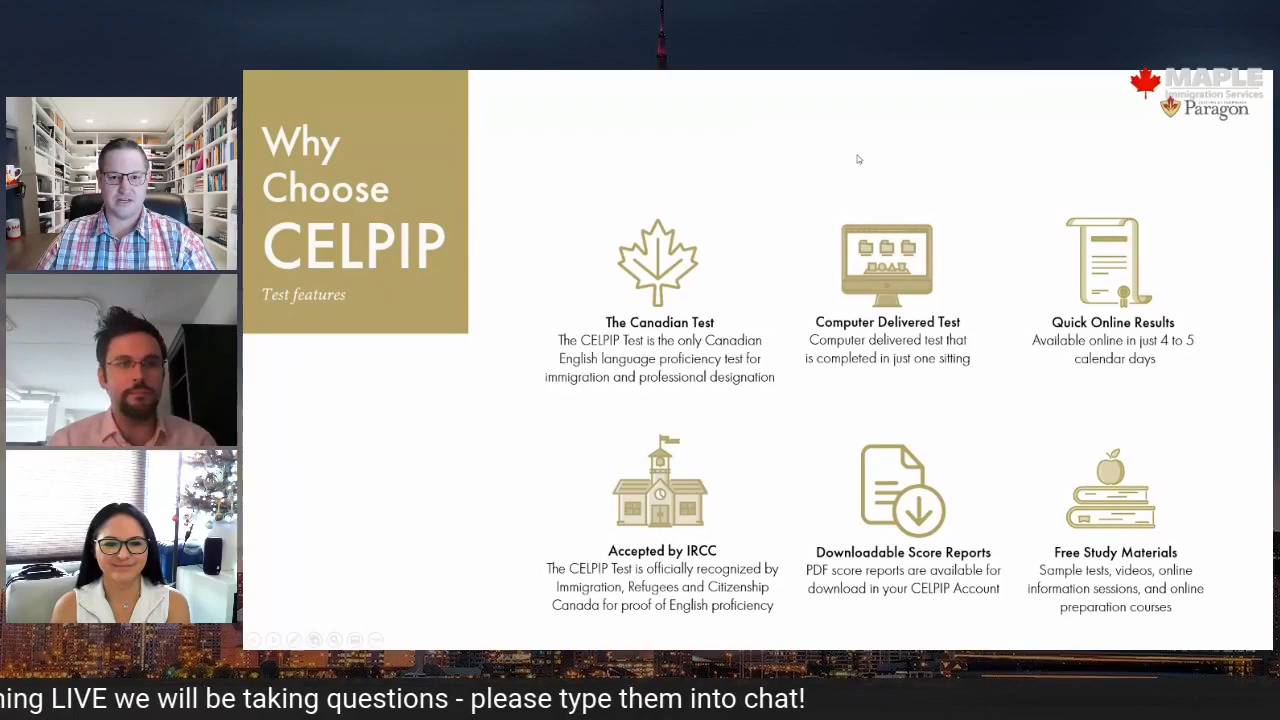 MAPLE
Immigration Services
Paragon
Why
Choose
CELPIP
Test features
The Canadian Test
The CELPIP Test is the only Canadian
English language proficiency test for
immigration and professional designation
Computer Delivered Test
Computer delivered test that
is completed in just one sitting
Quick Online Results
Available online in just 4 to 5
calendar days
Accepted by IRCC
The CELPIP Test is officially recognized by
Immigration, Refugees and Citizenship
Canada for proof of English proficiency
Downloadable Score Reports
PDF score reports are available for
download in your CELPIP Account
Free Study Materials
Sample tests, videos, online
information sessions, and online
preparation courses
LIVE we will be taking questions - please type them into chat!